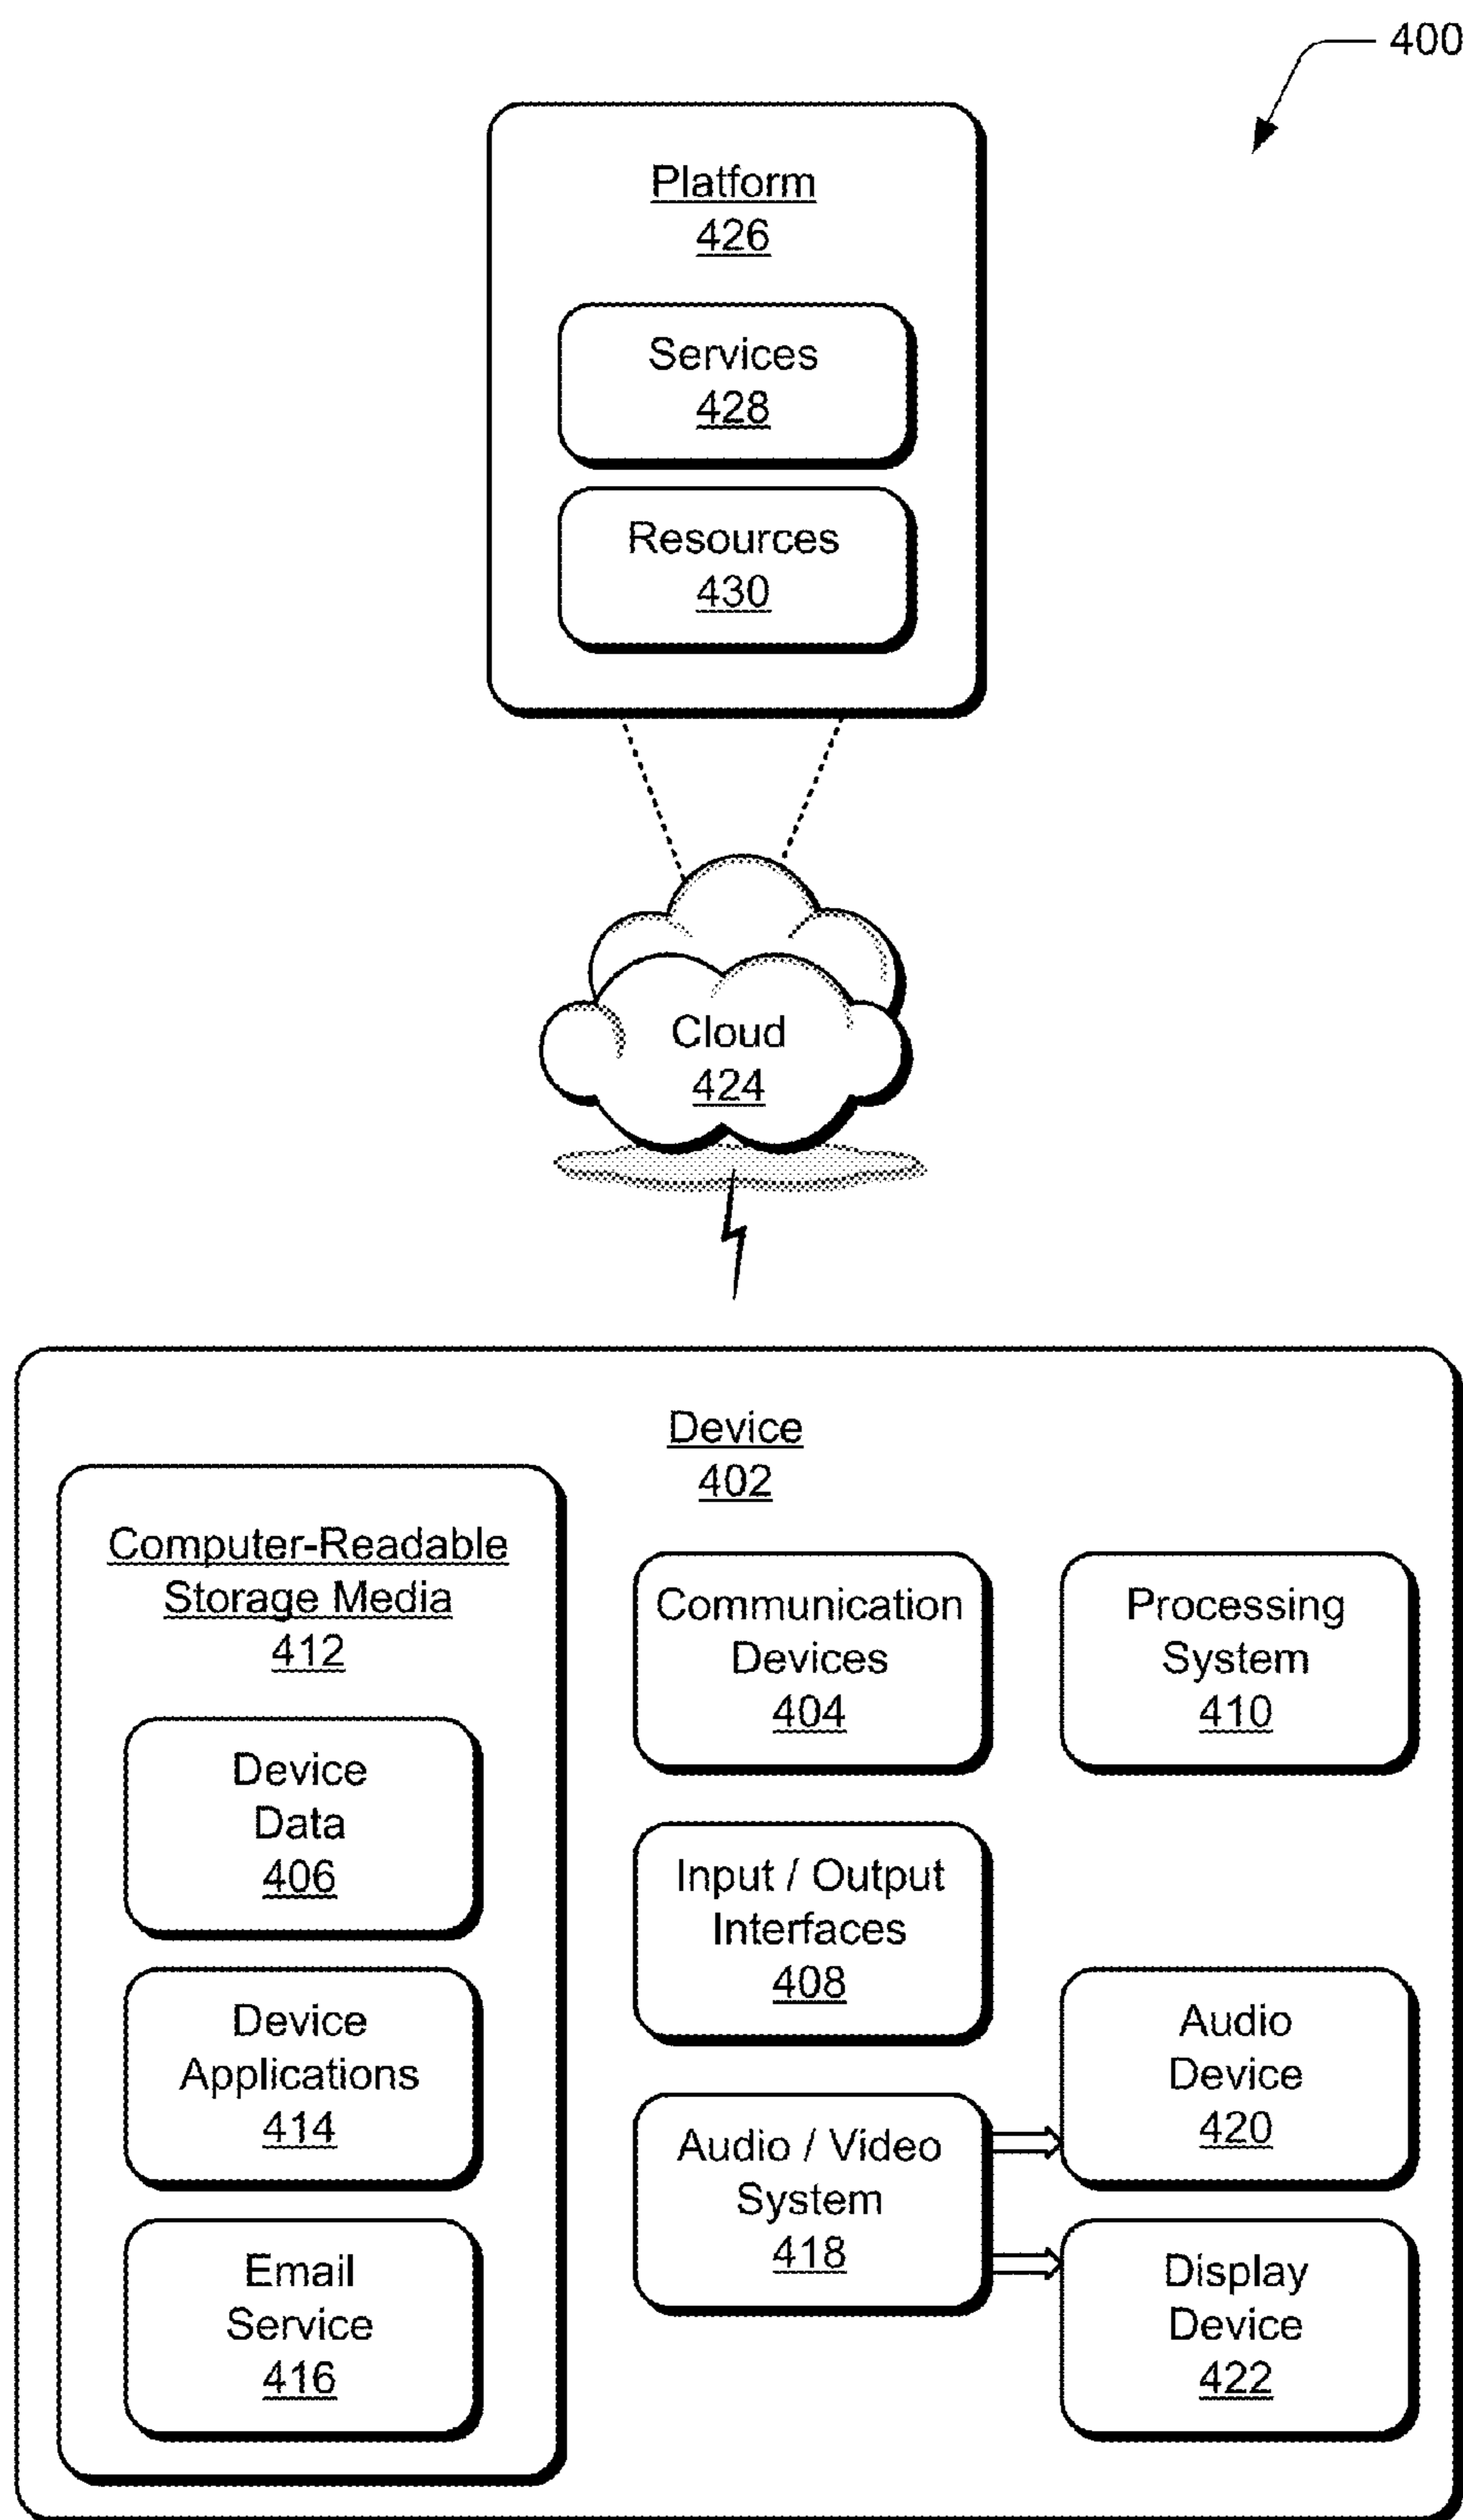 400
Platform
426
Services
428
Resources
430
Cloud
424
Device
402
Computer-Readable
Storage Media
412
Device
Data
406
Device
Applications
414
Email
Service
416
Communication
Devices
404
Input / Output
Interfaces
408
Audio / Video
System
418
Processing
System
410
Audio
Device
420
Display
Device
422